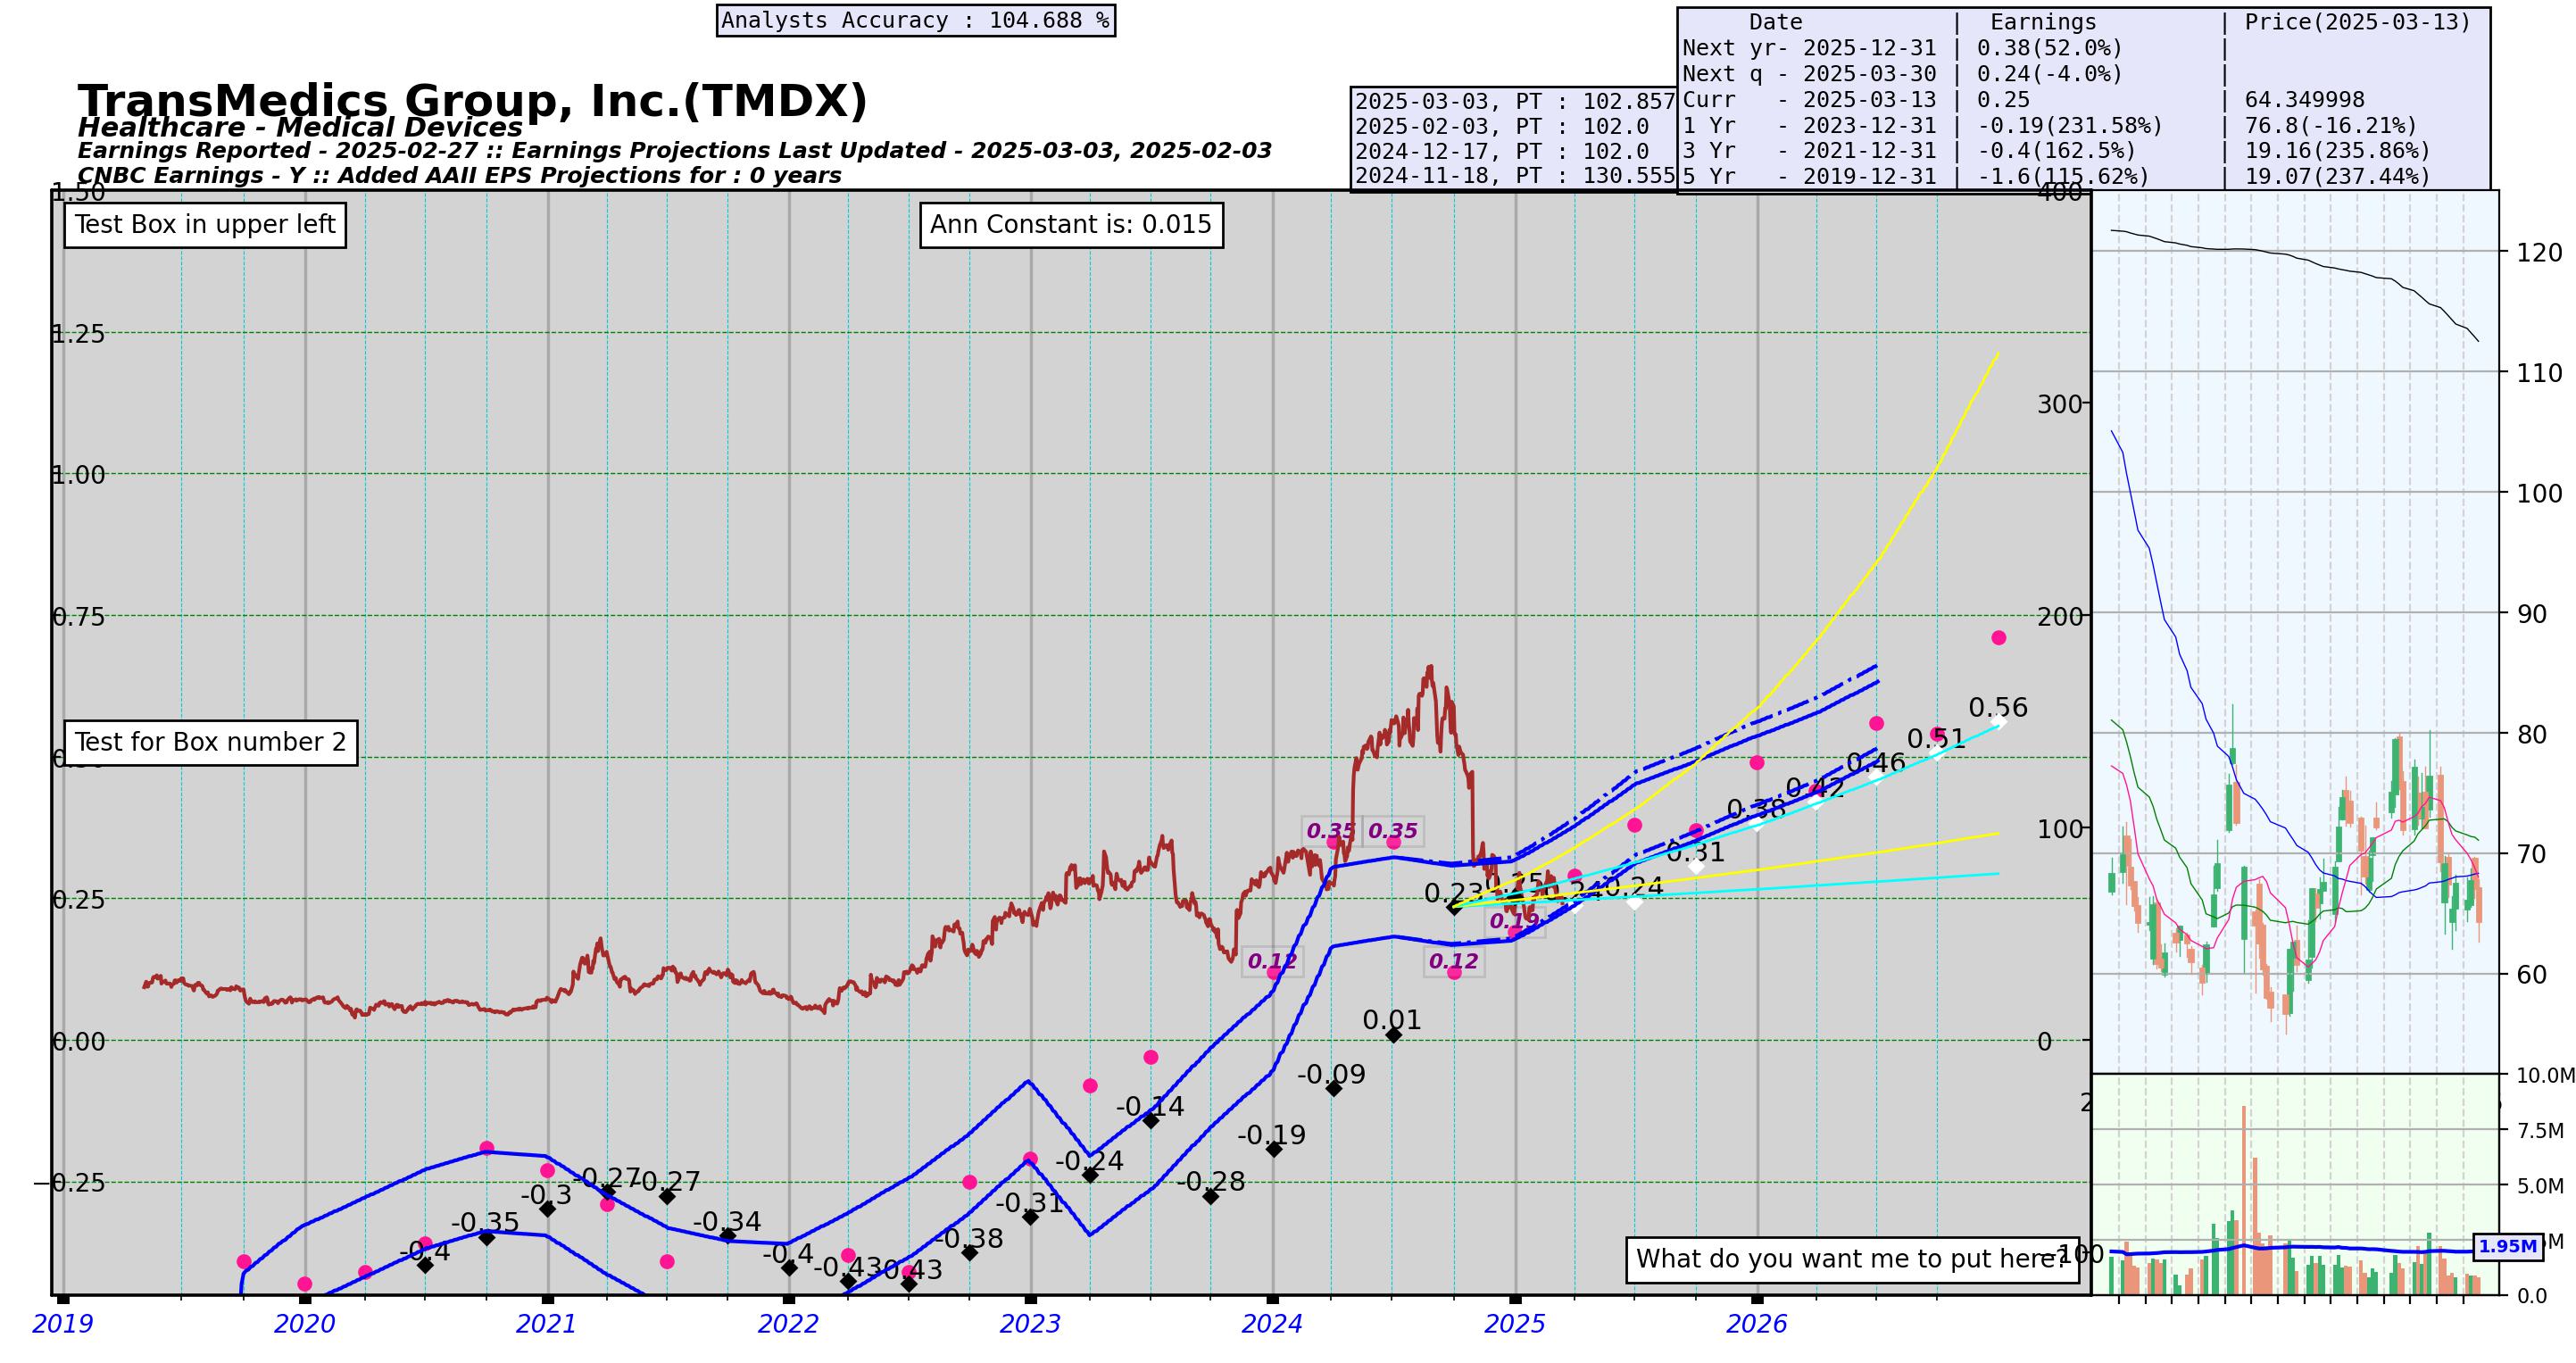 Analysts Accuracy : 104.688 %
Date | Earnings | Price(2025-03-13)
Next yr- 2025-12-31 | 0.38(52.0%) |
Next q - 2025-03-30 | 0.24(-4.0%) |
Curr - 2025-03-13 | 0.25 | 64.349998
1 Yr - 2023-12-31 | -0.19(231.58%) | 76.8(-16.21%)
3 Yr - 2021-12-31 | -0.4(162.5%) | 19.16(235.86%)
5 Yr - 2019-12-31 | -1.6(115.62%) | 19.07(237.44%)
TransMedics Group, Inc.(TMDX)
Healthcare - Medical Devices
Earnings Reported - 2025-02-27 :: Earnings Projections Last Updated - 2025-03-03, 2025-02-03
CNBC Earnings - Y :: Added AAII EPS Projections for : 0 years
2025-03-03, PT : 102.857
2025-02-03, PT : 102.0
2024-12-17, PT : 102.0
2024-11-18, PT : 130.555
Test Box in upper left
Ann Constant is: 0.015
Test for Box number 2
What do you want me to put here?
1.50
1.25
1.00
0.75
0.25
0.00
−0.25
400
300
200
100
0
−100
120
110
100
90
80
70
60
10.0M
7.5M
5.0M
0.0
1.95M
0.35
0.35
0.12
0.12
0.19
-0.4
-0.35
-0.3
-0.27
-0.27
-0.34
-0.4
-0.43
-0.43
-0.38
-0.31
-0.24
-0.14
-0.28
-0.19
-0.09
0.01
0.23
0.25
0.24
0.24
0.31
0.38
0.42
0.46
0.51
0.56
2019
2020
2021
2022
2023
2024
2025
2026